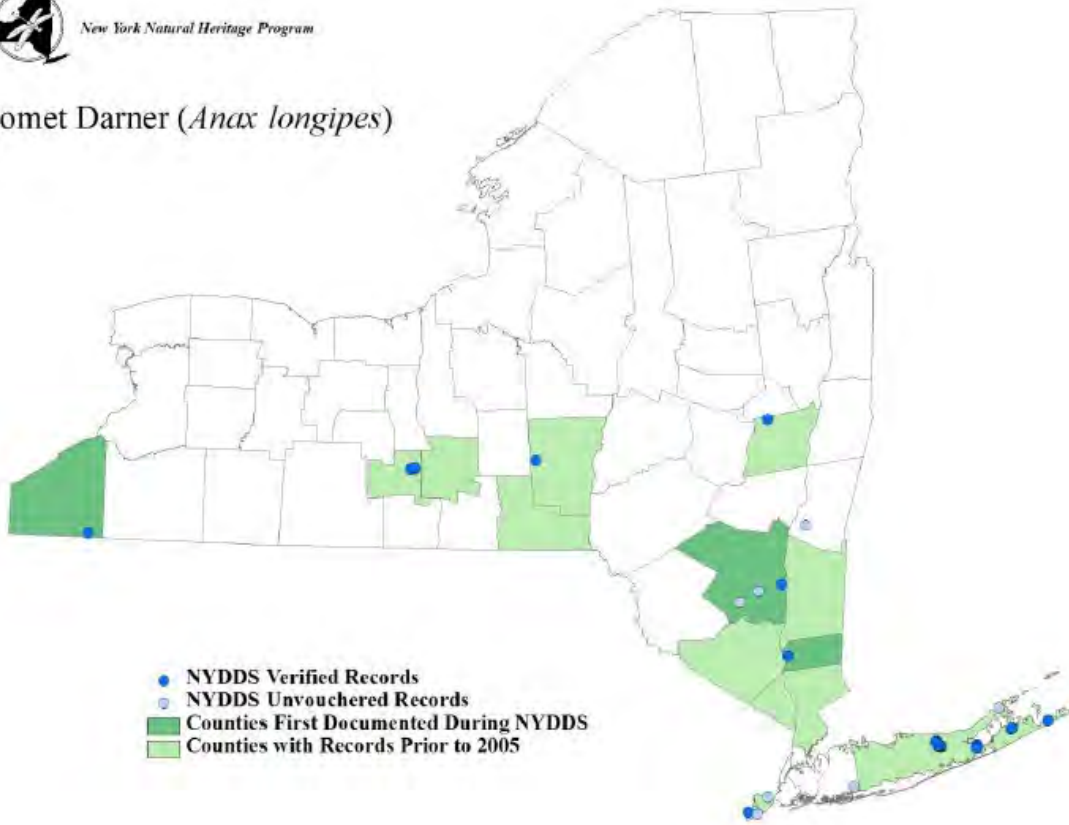 New York Natural Heritage Program
omet Darner (Anax longipes)
NYDDS Verified Records
NYDDS Unvouchered Records
Counties First Documented During NYDDS
Counties with Records Prior to 2005